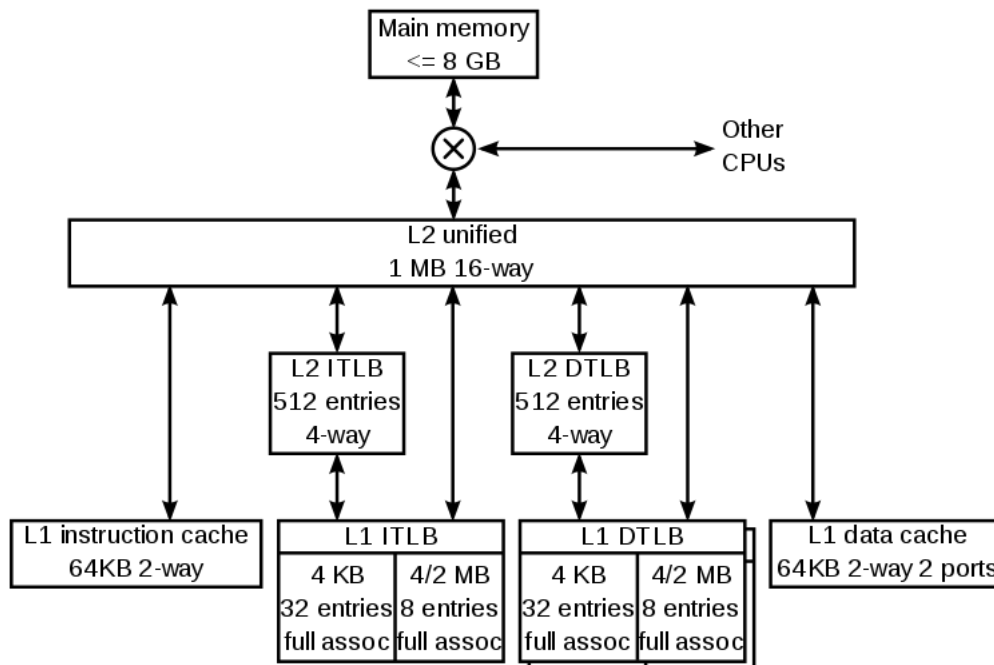 Main memory
<= 8 GB
Other
CPUs
L2 unified
1 MB 16-way
L2 ITLB
512 entries
4-way
L2 DTLB
512 entries
4-way
L1 instruction cache
64KB 2-way
L1 ITLB
4 KB
32 entries
full assoc
4/2 MB
8 entries
full assoc
L1 DTLB
4 KB
32 entries
full assoc
4/2 MB
8 entries
full assoc
L1 data cache
64KB 2-way 2 ports